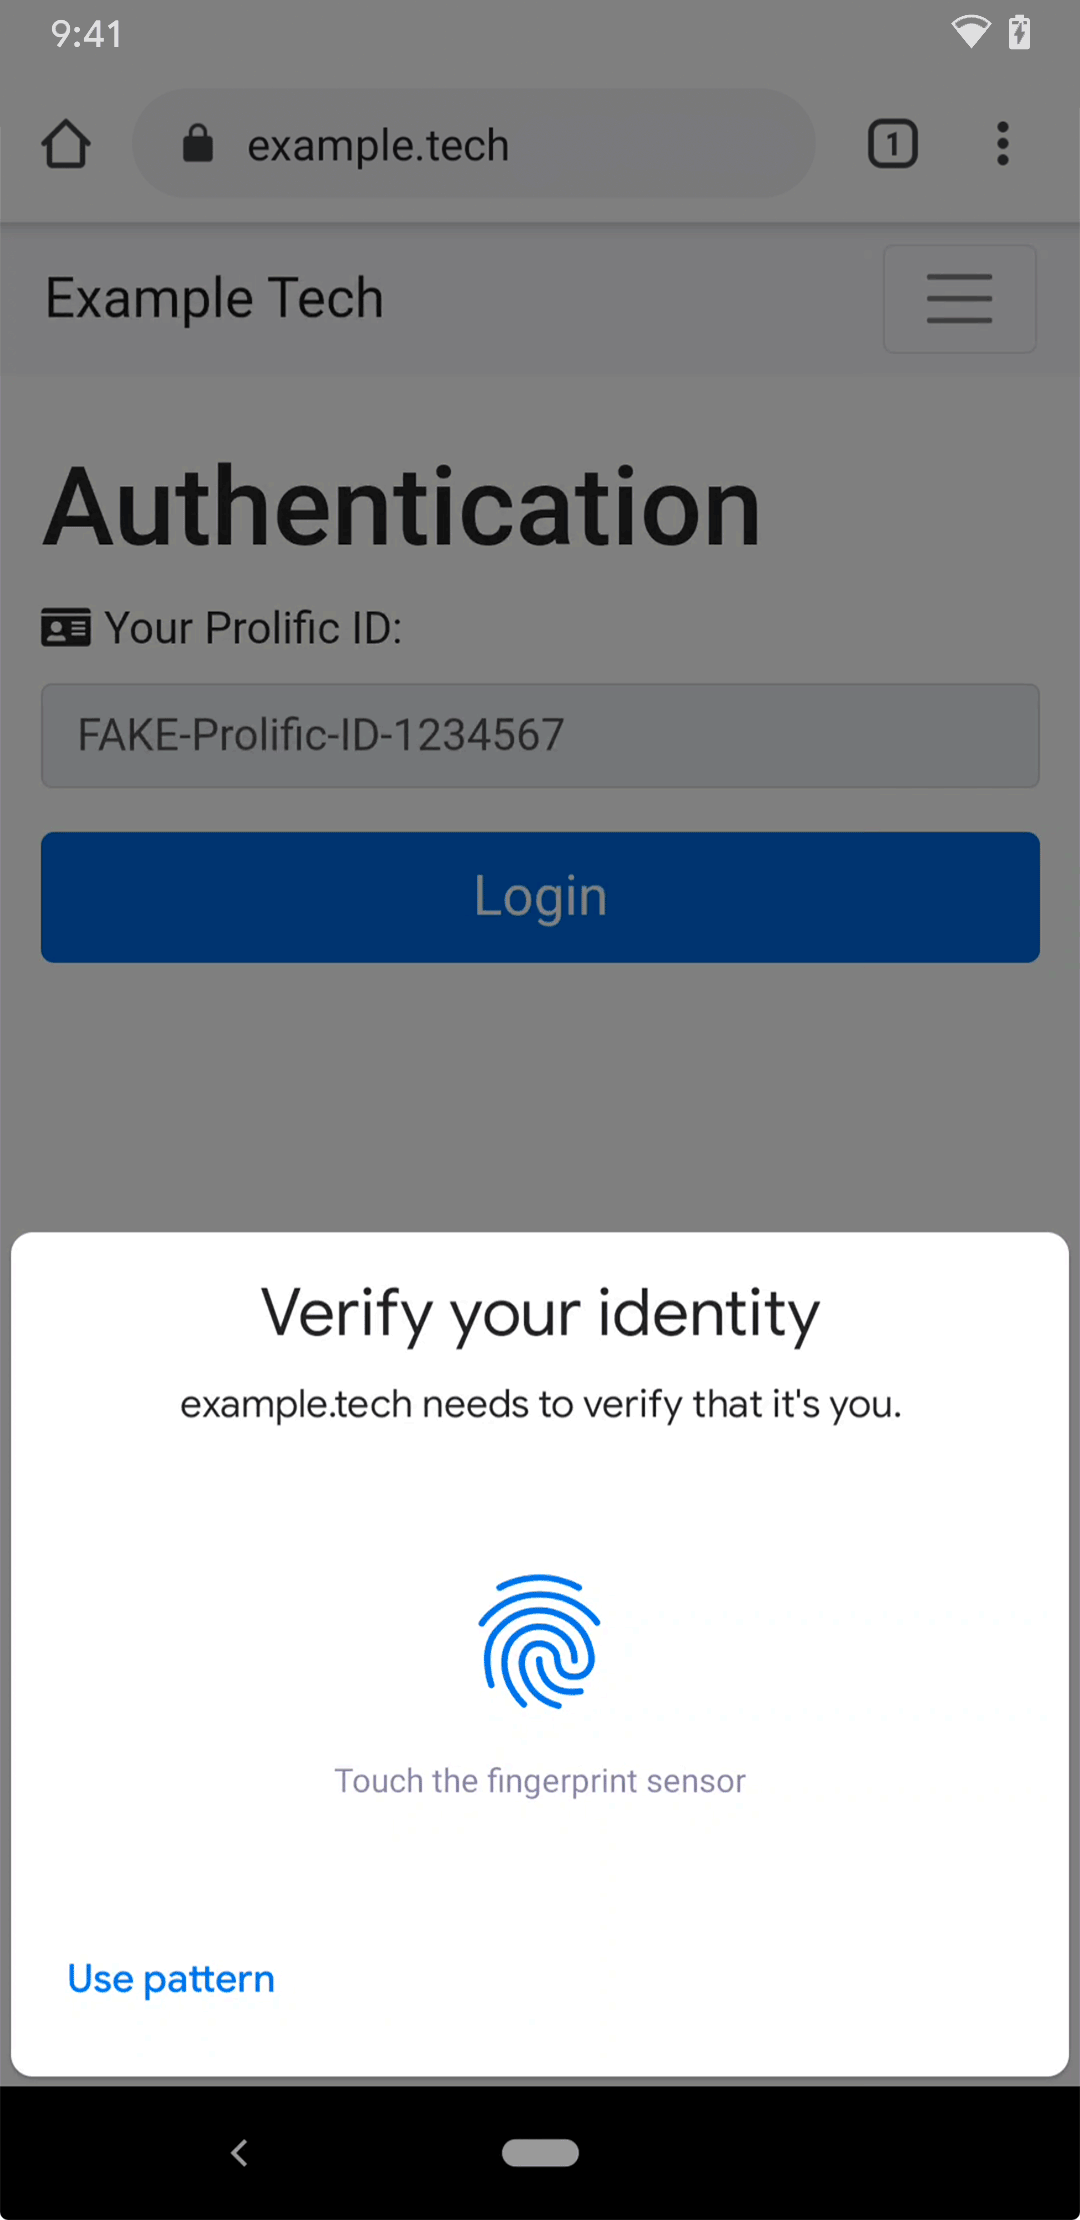 9:41
example.tech
1
Example Tech
Authentication
Your Prolific ID:
FAKE-Prolific-ID-1234567
Login
Verify your identity
example.tech needs to verify that it's you.
Touch the fingerprint sensor
Use pattern